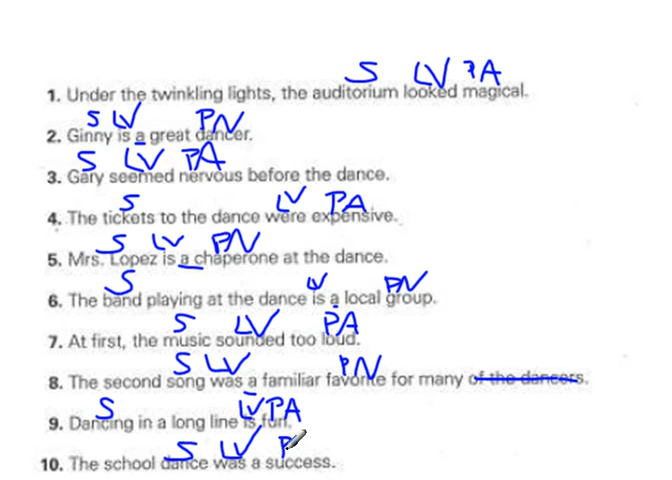 S LV PA
1. Under the twinkling lights, the auditorium looked magical.
S LV PN
2. Ginny is a great dancer.
S LV PA
3. Gary seemed nervous before the dance.
S LV PA
4. The tickets to the dance were expensive.
S LV PN
5. Mrs. Lopez is a chaperone at the dance.
S LV PN
6. The band playing at the dance is a local group.
S LV PA
7. At first, the music sounded too loud.
S LV PN
8. The second song was a familiar favorite for many of the dancers.
S LV PA
9. Dancing in a long line is fun.
S LV P
10. The school dance was a success.